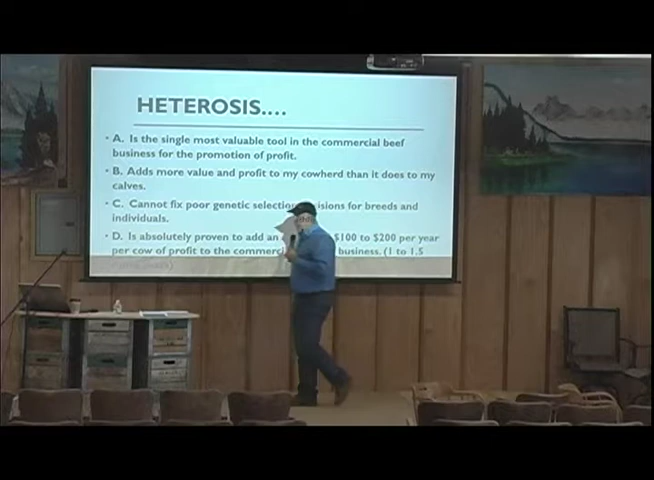 HETEROSIS....
• A. Is the single most valuable tool in the commercial beef
business for the promotion of profit.
• B. Adds more value and profit to my cowherd than it does to my
calves.
• C. Cannot fix poor genetic selection decisions for breeds and
individuals.
• D. Is absolutely proven to add an $100 to $200 per year
per cow of profit to the business. (1 to 1.5